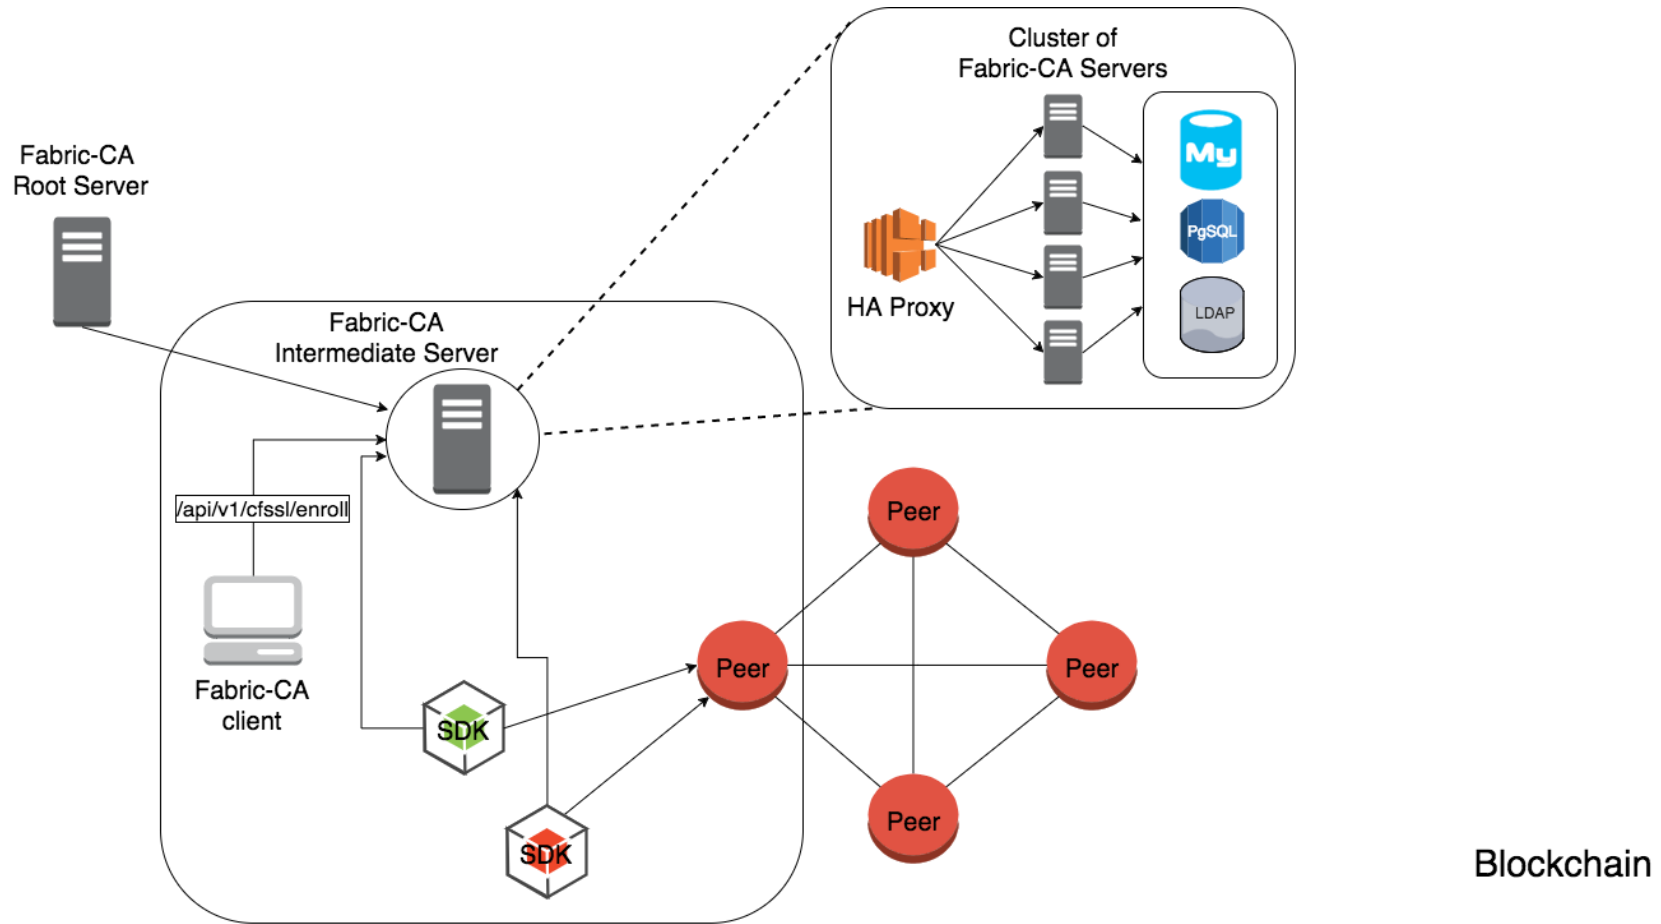 Cluster of
Fabric-CA Servers
My
PgSQL
LDAP
HA Proxy
Fabric-CA
Root Server
Fabric-CA
Intermediate Server
/api/v1/cfssl/enroll
Fabric-CA
client
SDK
SDK
Peer
Peer
Peer
Peer
Blockchain